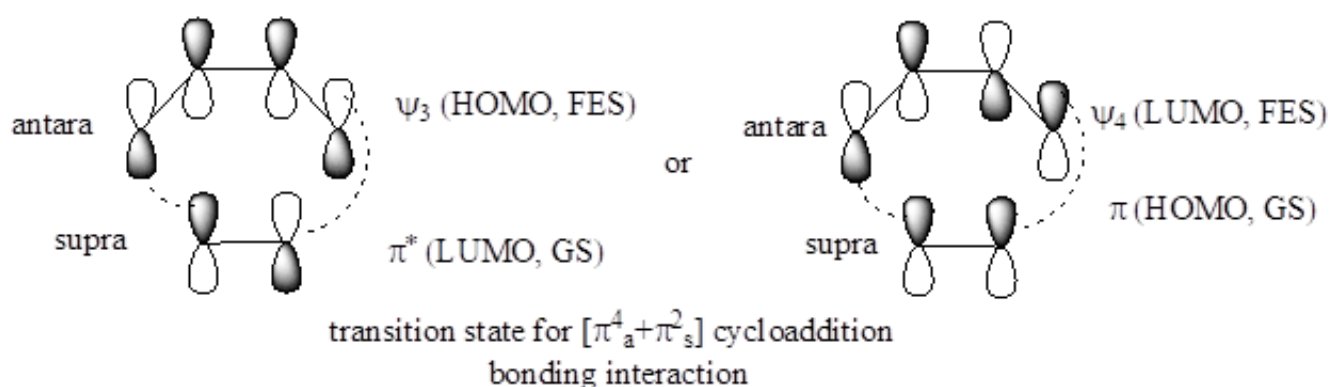 antara
ψ₃ (HOMO, FES)
supra
π* (LUMO, GS)
or
antara
ψ₄ (LUMO, FES)
supra
π (HOMO, GS)
transition state for [π⁴ₐ+π²ₛ] cycloaddition
bonding interaction